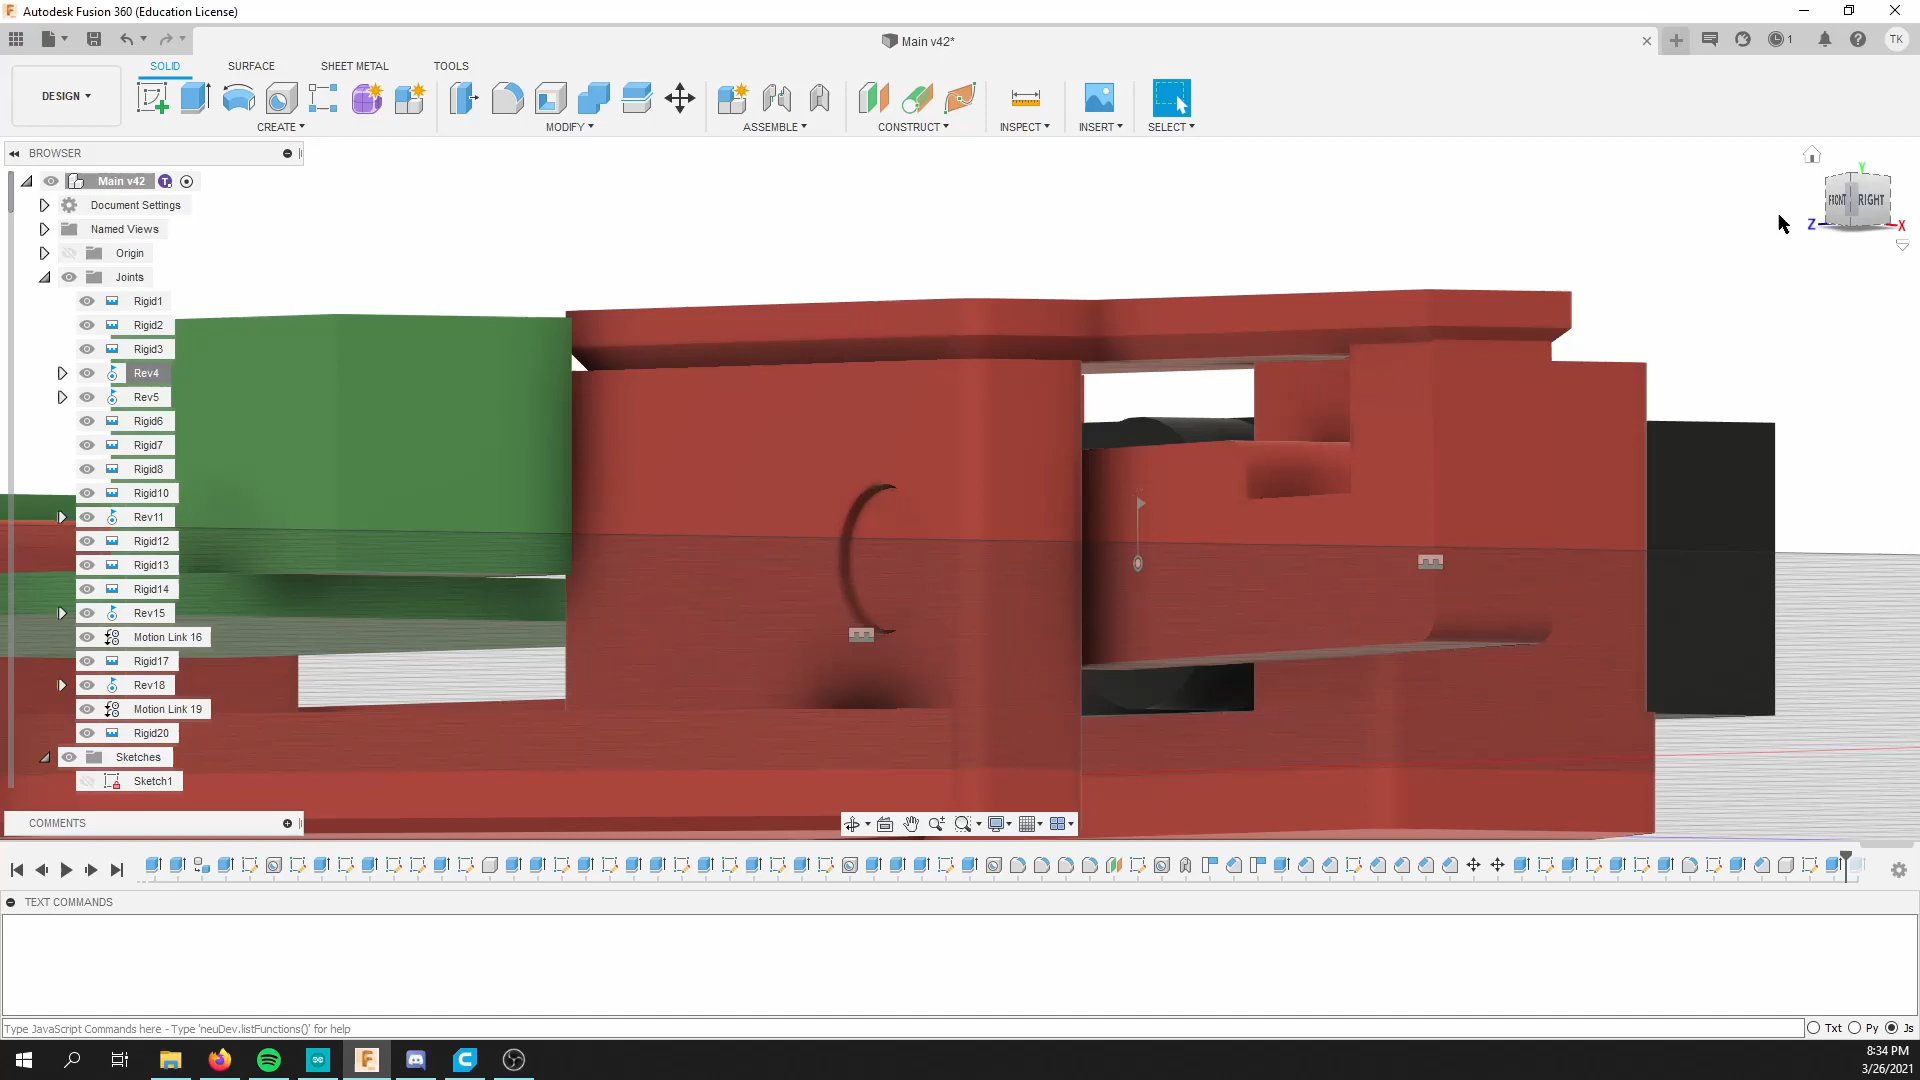 Autodesk Fusion 360 (Education License)
Main v42*
1
TK
DESIGN
SOLID
SURFACE
SHEET METAL
TOOLS
CREATE
MODIFY
ASSEMBLE
CONSTRUCT
INSPECT
INSERT
SELECT
BROWSER
Main v42
Document Settings
Named Views
Origin
Joints
Rigid1
Rigid2
Rigid3
Rev4
Rev5
Rigid6
Rigid7
Rigid8
Rigid10
Rev11
Rigid12
Rigid13
Rigid14
Rev15
Motion Link 16
Rigid17
Rev18
Motion Link 19
Rigid20
Sketches
Sketch1
COMMENTS
Y
FRONT
RIGHT
Z
X
TEXT COMMANDS
Type JavaScript Commands here - Type 'neuDev.listFunctions()' for help
Txt
Py
Js
8:34 PM
3/26/2021